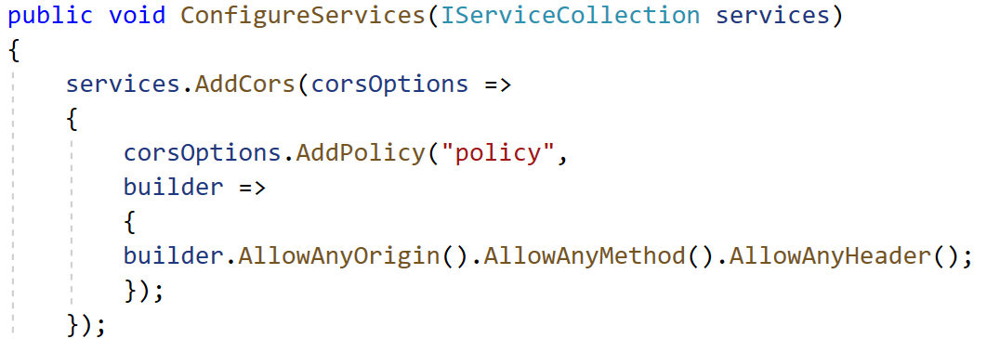 public void ConfigureServices(IServiceCollection services)
{
    services.AddCors(corsOptions =>
    {
        corsOptions.AddPolicy("policy",
        builder =>
        {
        builder.AllowAnyOrigin().AllowAnyMethod().AllowAnyHeader();
        });
    });